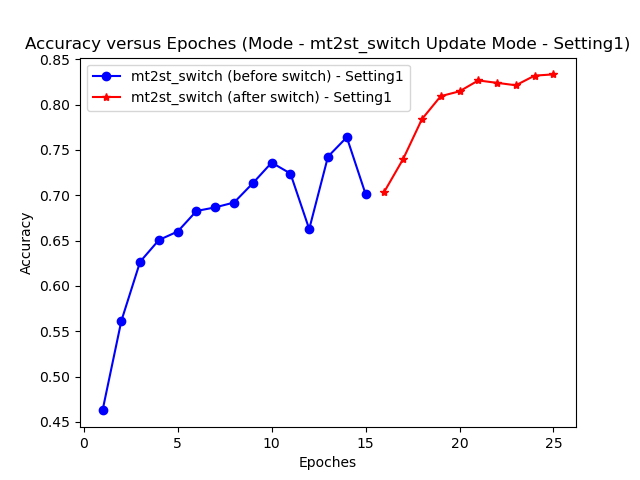 Accuracy versus Epoches (Mode - mt2st_switch Update Mode - Setting1)
mt2st_switch (before switch) - Setting1
mt2st_switch (after switch) - Setting1
0.85
0.80
0.75
0.70
0.65
0.60
0.55
0.50
0.45
Accuracy
0 5 10 15 20 25
Epoches